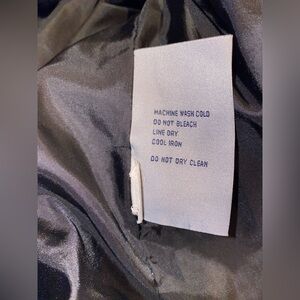 MACHINE WASH COLD
DO NOT BLEACH
LINE DRY
COOL IRON
DO NOT DRY CLEAN